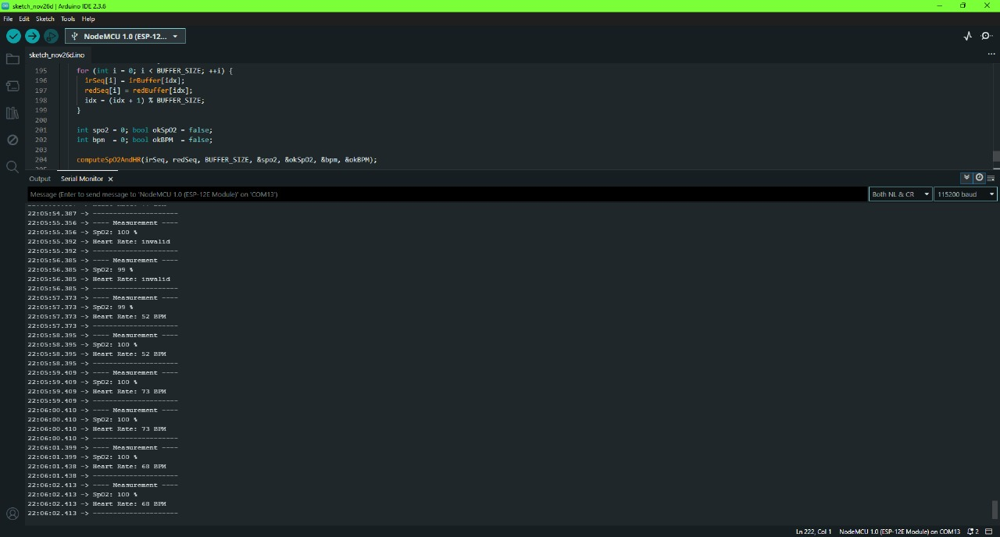 sketch_nov26d | Arduino IDE 2.3.6
File Edit Sketch Tools Help
NodeMCU 1.0 (ESP-12...
sketch_nov26d.ino
195 for (int i = 0; i < BUFFER_SIZE; ++i) {
196 irSeq[i] = irBuffer[idx];
197 redSeq[i] = redBuffer[idx];
198 idx = (idx + 1) % BUFFER_SIZE;
199 }
200
201 int spo2 = 0; bool okSpO2 = false;
202 int bpm = 0; bool okBPM = false;
203
204 computeSpO2AndHR(irSeq, redSeq, BUFFER_SIZE, &spo2, &okSpO2, &bpm, &okBPM);
Output Serial Monitor
Message (Enter to send message to 'NodeMCU 1.0 (ESP-12E Module)' on 'COM13')
Both NL & CR 115200 baud
22:05:54.387 -> ---------------------
22:05:55.356 -> ---- Measurement ----
22:05:55.356 -> SpO2: 100 %
22:05:55.392 -> Heart Rate: invalid
22:05:55.392 -> ---------------------
22:05:56.385 -> ---- Measurement ----
22:05:56.385 -> SpO2: 99 %
22:05:56.385 -> Heart Rate: invalid
22:05:56.385 -> ---------------------
22:05:57.373 -> ---- Measurement ----
22:05:57.373 -> SpO2: 99 %
22:05:57.373 -> Heart Rate: 52 BPM
22:05:57.373 -> ---------------------
22:05:58.395 -> ---- Measurement ----
22:05:58.395 -> SpO2: 100 %
22:05:58.395 -> Heart Rate: 52 BPM
22:05:58.395 -> ---------------------
22:05:59.409 -> ---- Measurement ----
22:05:59.409 -> SpO2: 100 %
22:05:59.409 -> Heart Rate: 73 BPM
22:05:59.409 -> ---------------------
22:06:00.410 -> ---- Measurement ----
22:06:00.410 -> SpO2: 100 %
22:06:00.410 -> Heart Rate: 73 BPM
22:06:00.410 -> ---------------------
22:06:01.399 -> ---- Measurement ----
22:06:01.399 -> SpO2: 100 %
22:06:01.438 -> Heart Rate: 68 BPM
22:06:01.438 -> ---------------------
22:06:02.413 -> ---- Measurement ----
22:06:02.413 -> SpO2: 100 %
22:06:02.413 -> Heart Rate: 68 BPM
22:06:02.413 -> ---------------------
Ln 222, Col 1 NodeMCU 1.0 (ESP-12E Module) on COM13 2